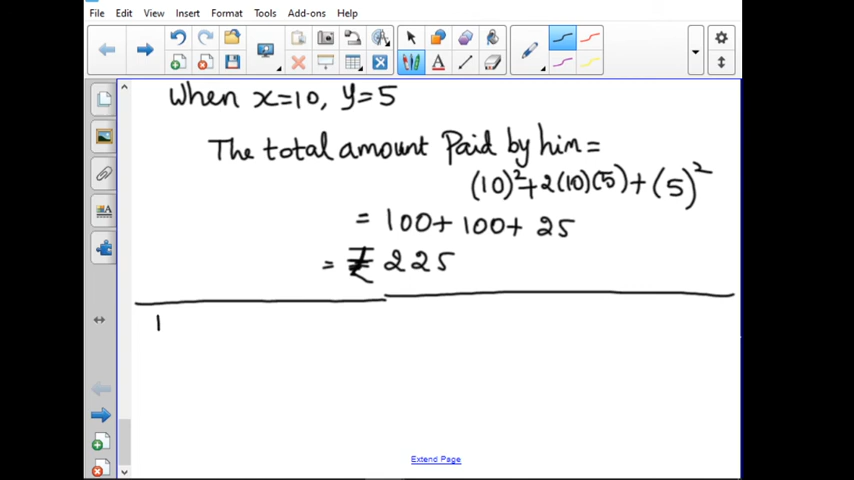 File Edit View Insert Format Tools Add-ons Help
When x=10, y=5
The total amount Paid by him =
(10)²+2(10)(5)+(5)²
= 100+ 100+ 25
= ₹ 225
1
Extend Page